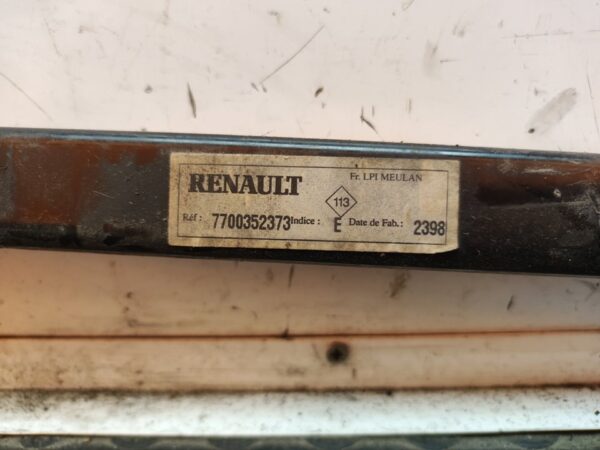 Fr. LPI MEULAN
RENAULT
113
Réf : 7700352373 Indice : E Date de Fab. : 2398